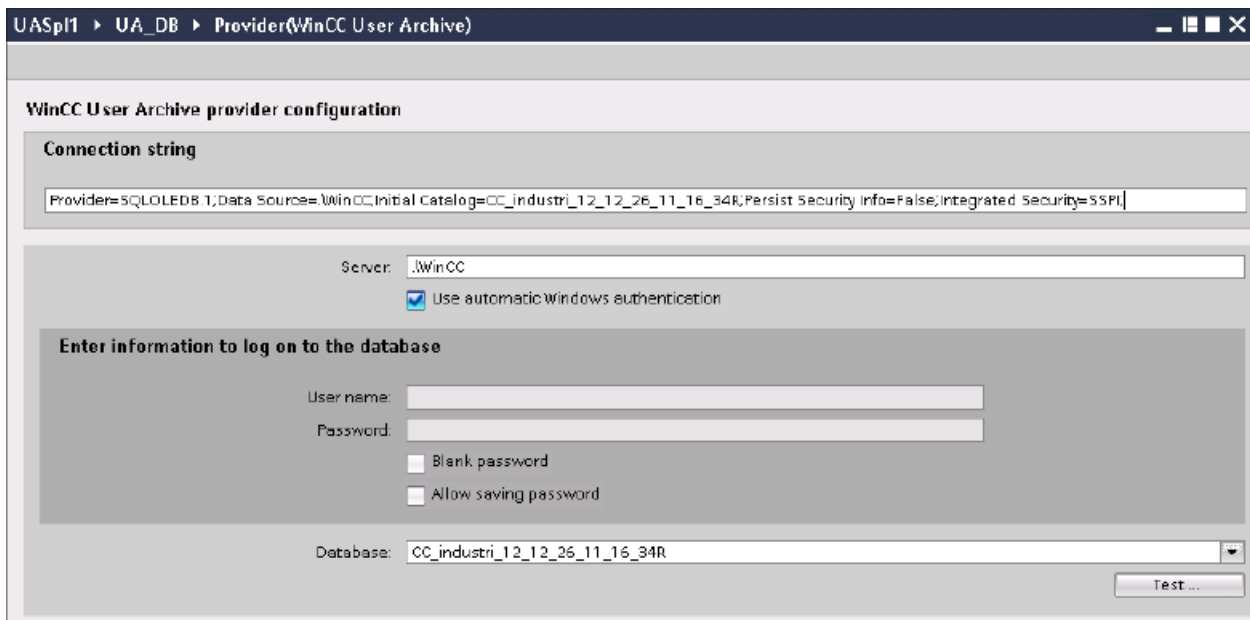 UASpl1 ▸ UA_DB ▸ Provider(WinCC User Archive)
WinCC User Archive provider configuration
Connection string
Provider=SQLOLEDB.1;Data Source=.\WinCC;Initial Catalog=CC_industri_12_12_26_11_16_34R;Persist Security Info=False;Integrated Security=SSPI;
Server: .\WinCC
Use automatic Windows authentication
Enter information to log on to the database
User name:
Password:
Blank password
Allow saving password
Database: CC_industri_12_12_26_11_16_34R
Test ...